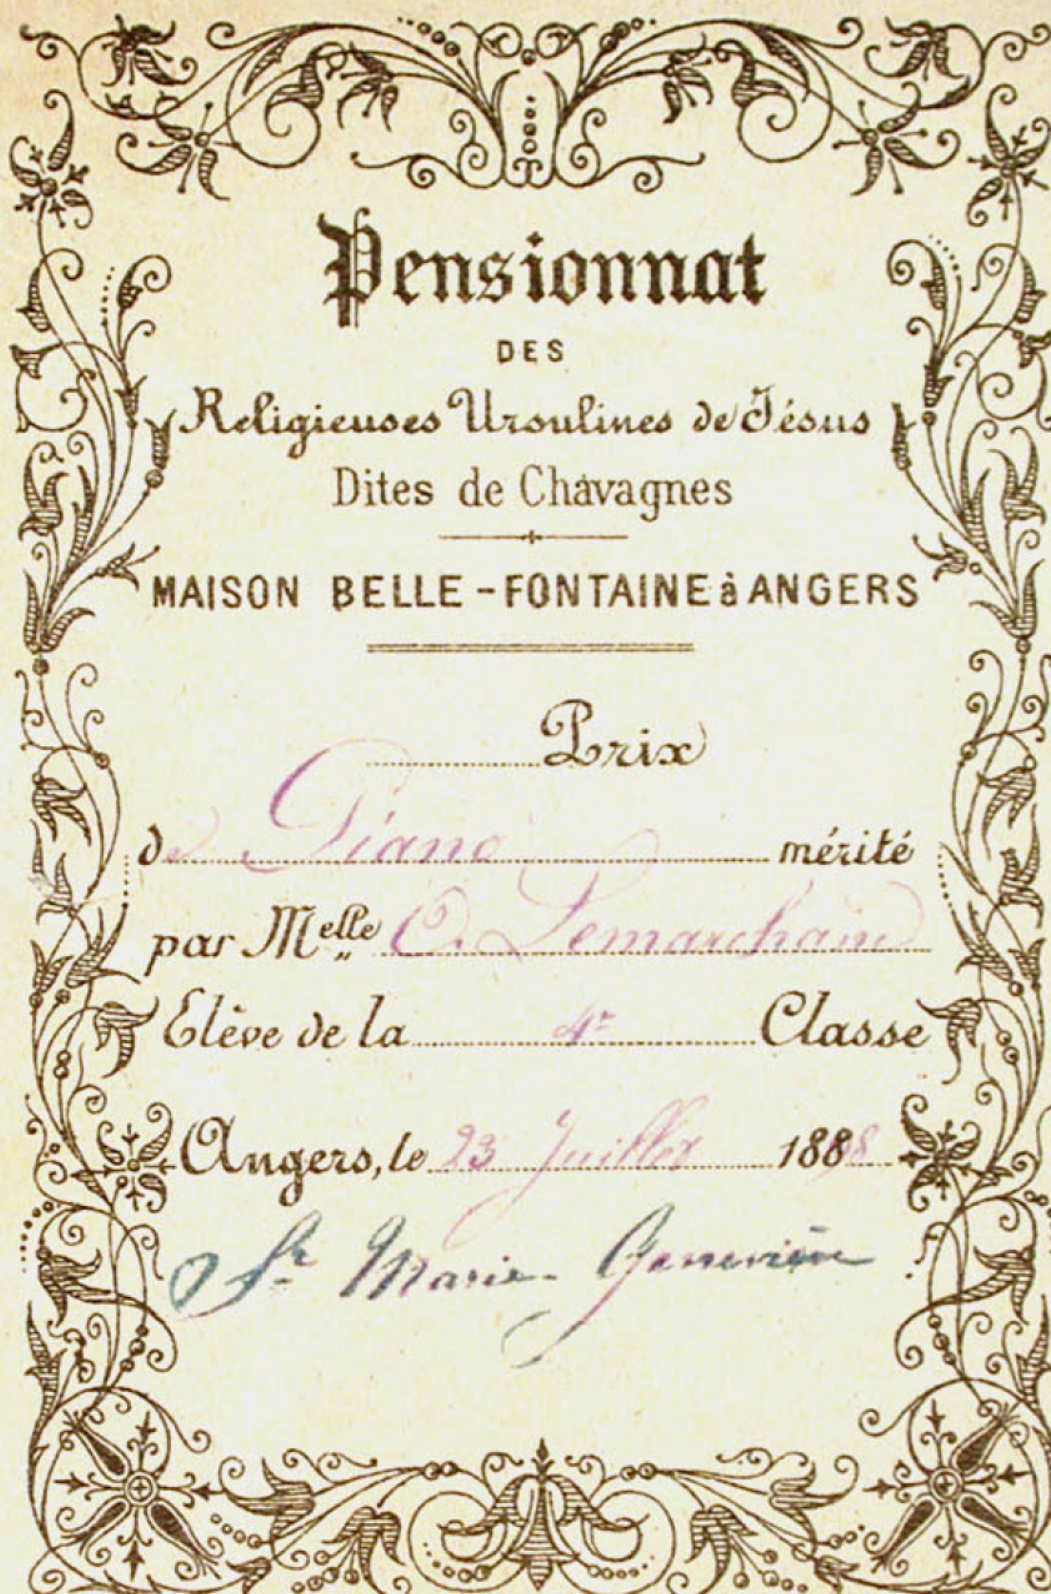 Pensionnat
DES
Religieuses Ursulines de Jésus
Dites de Chavagnes
MAISON BELLE-FONTAINE à ANGERS
Prix
de Piano mérité
par Melle Lemarchand
Elève de la 4e Classe
Angers, le 23 Juillet 1888
Sr Marie-Geneviève